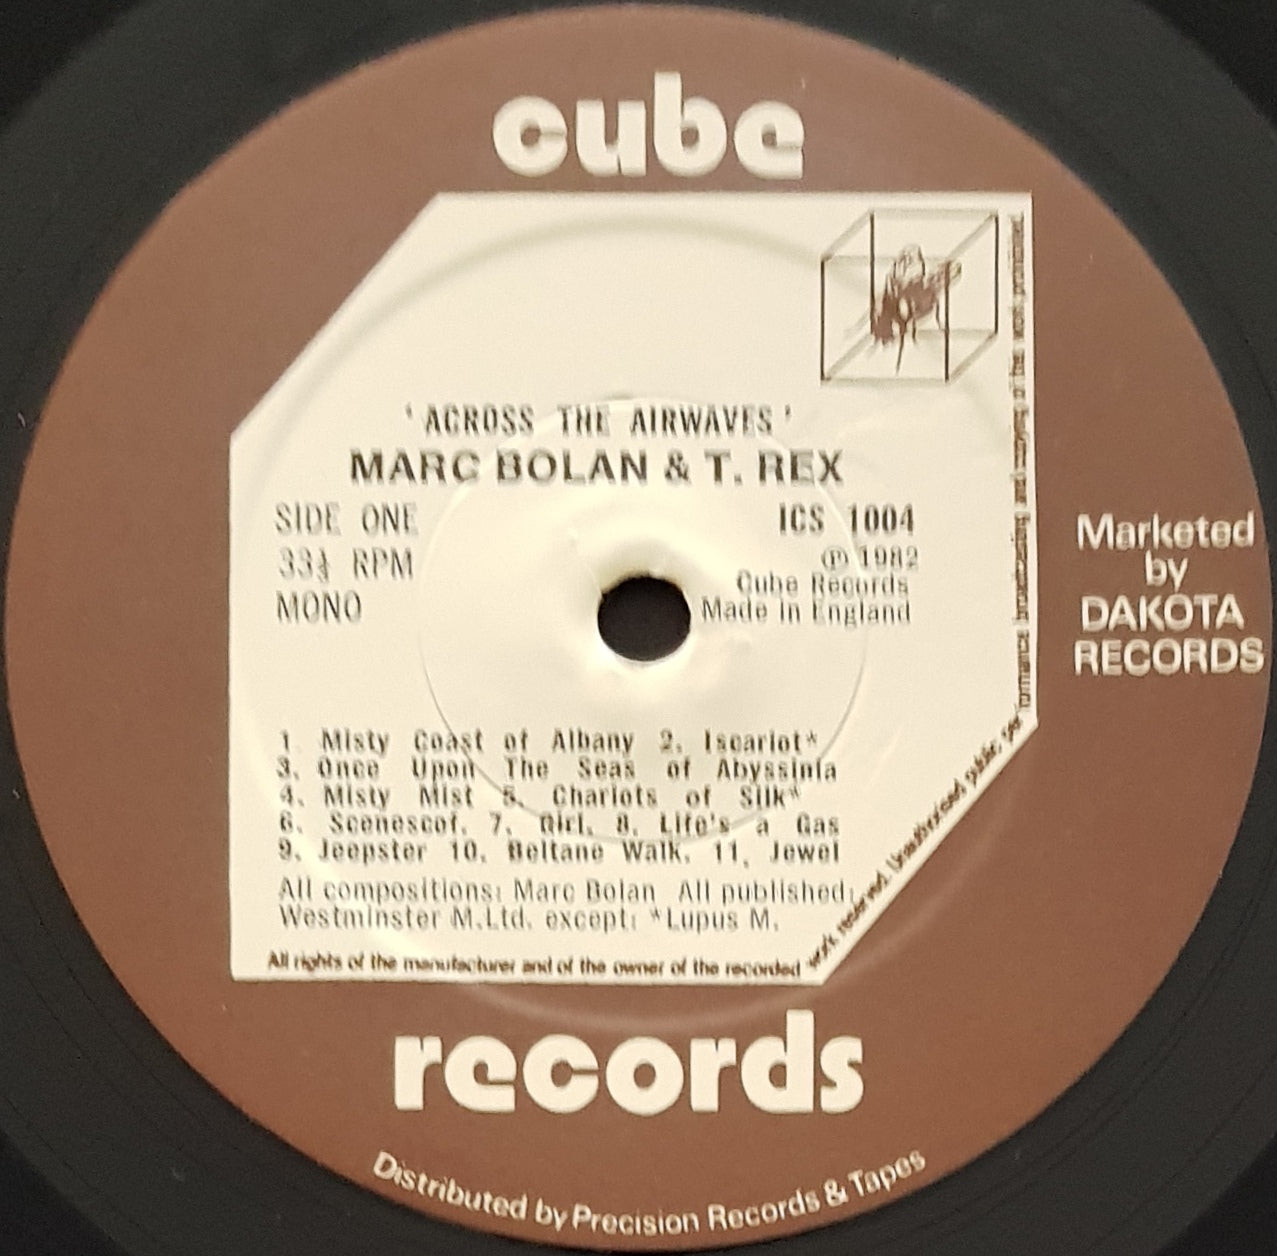 cube
'ACROSS THE AIRWAVES'
MARC BOLAN & T. REX
SIDE ONE
33⅓ RPM
MONO
ICS 1004
℗ 1982
Cube Records
Made in England
1. Misty Coast of Albany 2. Iscariot*
3. Once Upon The Seas of Abyssinia
4. Misty Mist 5. Chariots of Silk*
6. Scenescof. 7. Girl. 8. Life's a Gas
9. Jeepster 10. Beltane Walk. 11. Jewel
All compositions: Marc Bolan All published:
Westminster M.Ltd. except: *Lupus M.
All rights of the manufacturer and of the owner of the recorded
work reserved. Unauthorised public, per
formance broadcasting and copying of the work prohibited.
Marketed
by
DAKOTA
RECORDS
records
Distributed by Precision Records & Tapes